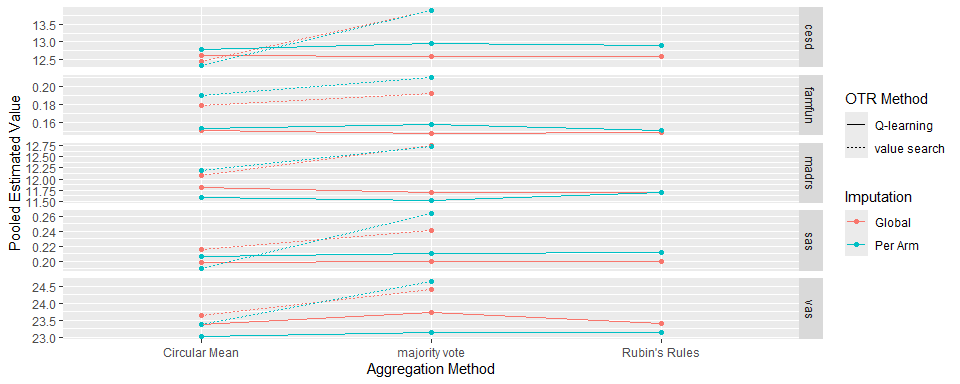 Pooled Estimated Value
13.5
13.0
12.5
cesd
0.20
0.18
0.16
famfun
12.75
12.50
12.25
12.00
11.75
11.50
madrs
0.26
0.24
0.22
0.20
sas
24.5
24.0
23.5
23.0
vas
Circular Mean
majority vote
Rubin's Rules
Aggregation Method
OTR Method
Q-learning
value search
Imputation
Global
Per Arm